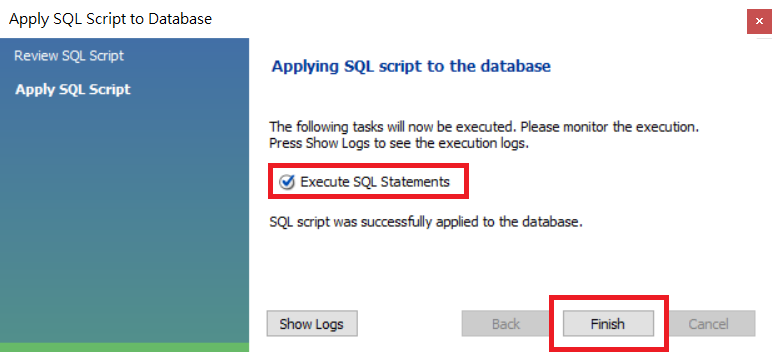 Apply SQL Script to Database
Review SQL Script
Apply SQL Script
Applying SQL script to the database
The following tasks will now be executed. Please monitor the execution.
Press Show Logs to see the execution logs.
Execute SQL Statements
SQL script was successfully applied to the database.
Show Logs
Back
Finish
Cancel